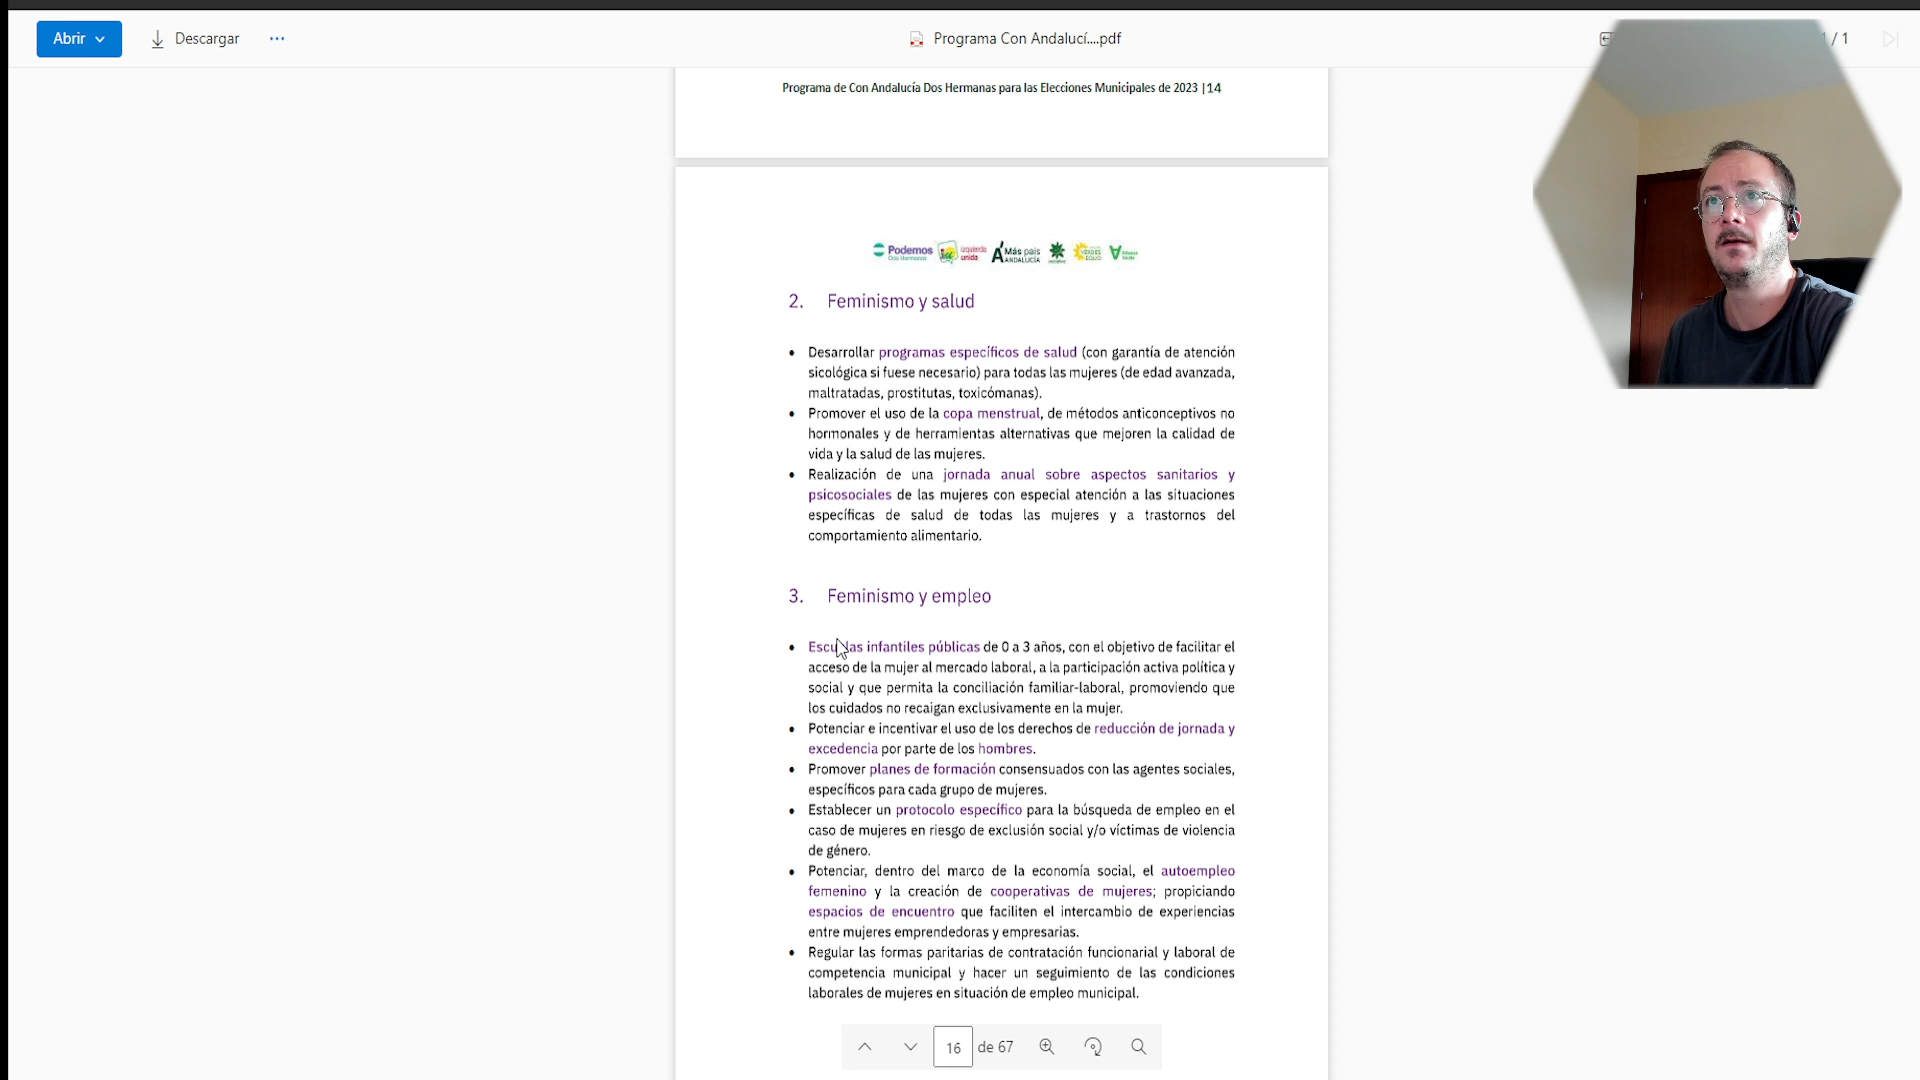 Abrir
Descargar
...
Programa Con Andalucí....pdf
/ 1
Programa de Con Andalucía Dos Hermanas para las Elecciones Municipales de 2023 |14
Podemos
Dos Hermanas
izquierda
unida
Más país
ANDALUCÍA
VERDES
EQUO
Alianza
Verde
2. Feminismo y salud
• Desarrollar programas específicos de salud (con garantía de atención
sicológica si fuese necesario) para todas las mujeres (de edad avanzada,
maltratadas, prostitutas, toxicómanas).
• Promover el uso de la copa menstrual, de métodos anticonceptivos no
hormonales y de herramientas alternativas que mejoren la calidad de
vida y la salud de las mujeres.
• Realización de una jornada anual sobre aspectos sanitarios y
psicosociales de las mujeres con especial atención a las situaciones
específicas de salud de todas las mujeres y a trastornos del
comportamiento alimentario.
3. Feminismo y empleo
• Escuelas infantiles públicas de 0 a 3 años, con el objetivo de facilitar el
acceso de la mujer al mercado laboral, a la participación activa política y
social y que permita la conciliación familiar-laboral, promoviendo que
los cuidados no recaigan exclusivamente en la mujer.
• Potenciar e incentivar el uso de los derechos de reducción de jornada y
excedencia por parte de los hombres.
• Promover planes de formación consensuados con las agentes sociales,
específicos para cada grupo de mujeres.
• Establecer un protocolo específico para la búsqueda de empleo en el
caso de mujeres en riesgo de exclusión social y/o víctimas de violencia
de género.
• Potenciar, dentro del marco de la economía social, el autoempleo
femenino y la creación de cooperativas de mujeres; propiciando
espacios de encuentro que faciliten el intercambio de experiencias
entre mujeres emprendedoras y empresarias.
• Regular las formas paritarias de contratación funcionarial y laboral de
competencia municipal y hacer un seguimiento de las condiciones
laborales de mujeres en situación de empleo municipal.
16 de 67